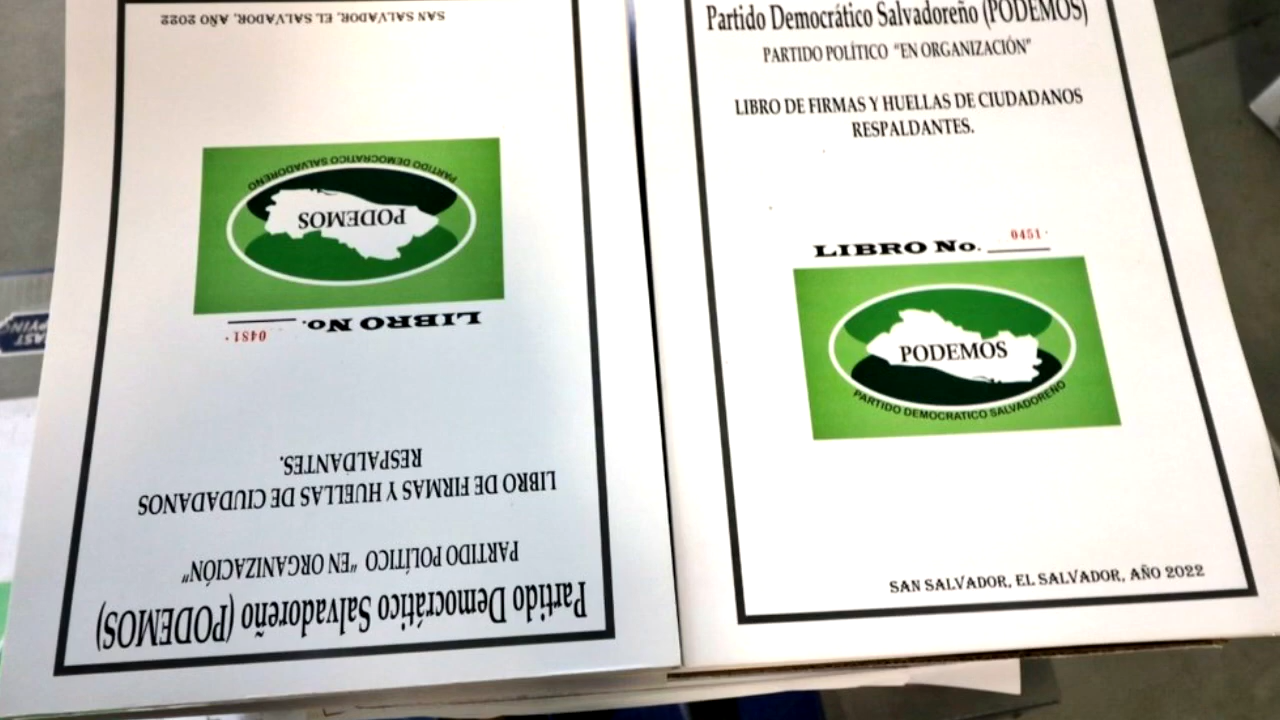 Partido Democrático Salvadoreño (PODEMOS)
PARTIDO POLÍTICO "EN ORGANIZACIÓN"
LIBRO DE FIRMAS Y HUELLAS DE CIUDADANOS
RESPALDANTES.
LIBRO No. 0481
PODEMOS
PARTIDO DEMOCRATICO SALVADOREÑO
SAN SALVADOR, EL SALVADOR, AÑO 2022
Partido Democrático Salvadoreño (PODEMOS)
PARTIDO POLÍTICO "EN ORGANIZACIÓN"
LIBRO DE FIRMAS Y HUELLAS DE CIUDADANOS
RESPALDANTES.
LIBRO No. 0451
PODEMOS
PARTIDO DEMOCRATICO SALVADOREÑO
SAN SALVADOR, EL SALVADOR, AÑO 2022